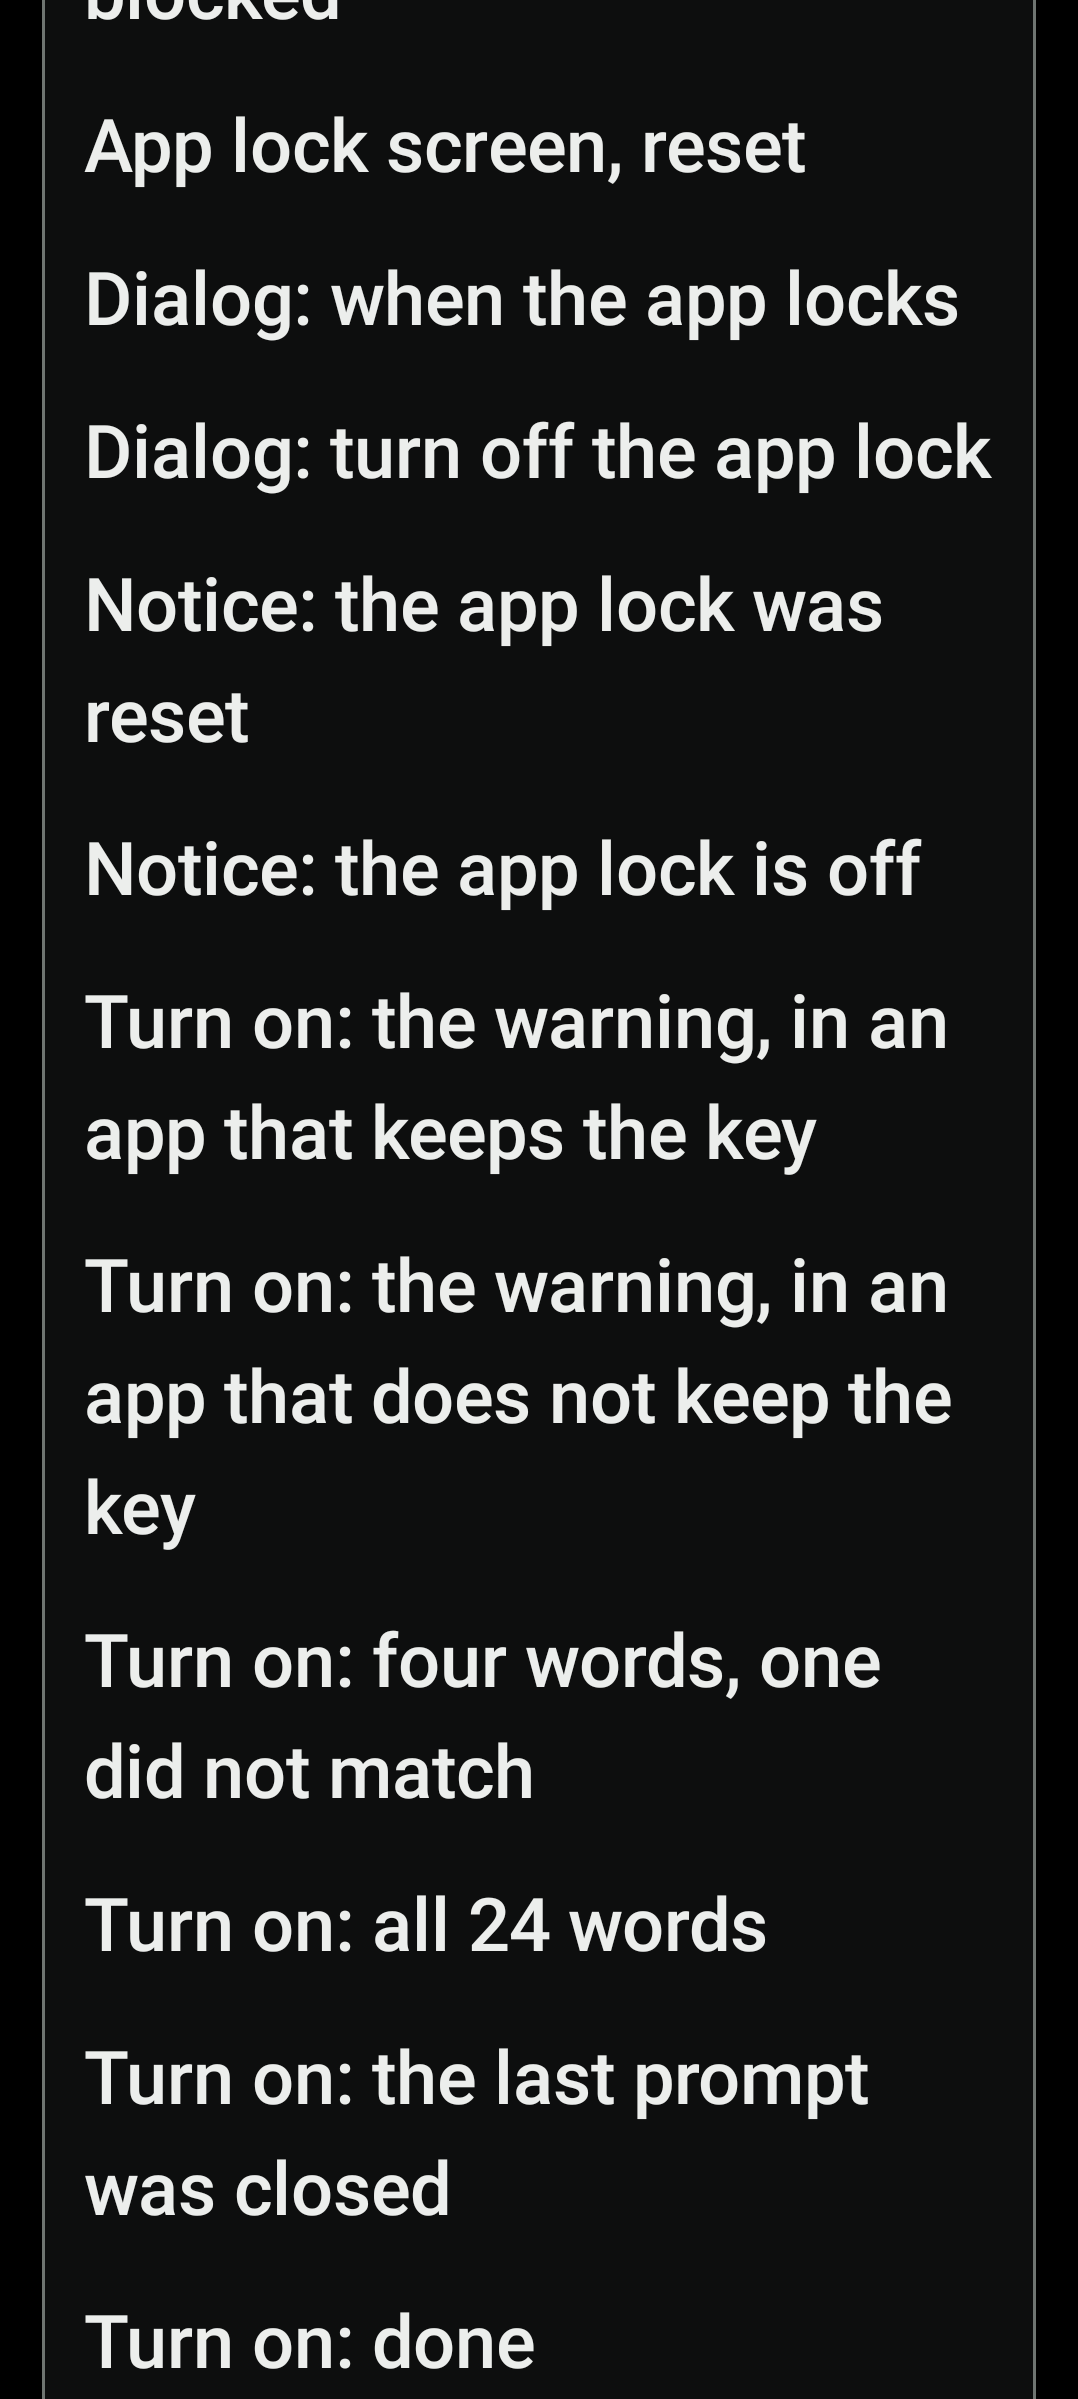 blocked
App lock screen, reset
Dialog: when the app locks
Dialog: turn off the app lock
Notice: the app lock was
reset
Notice: the app lock is off
Turn on: the warning, in an
app that keeps the key
Turn on: the warning, in an
app that does not keep the
key
Turn on: four words, one
did not match
Turn on: all 24 words
Turn on: the last prompt
was closed
Turn on: done